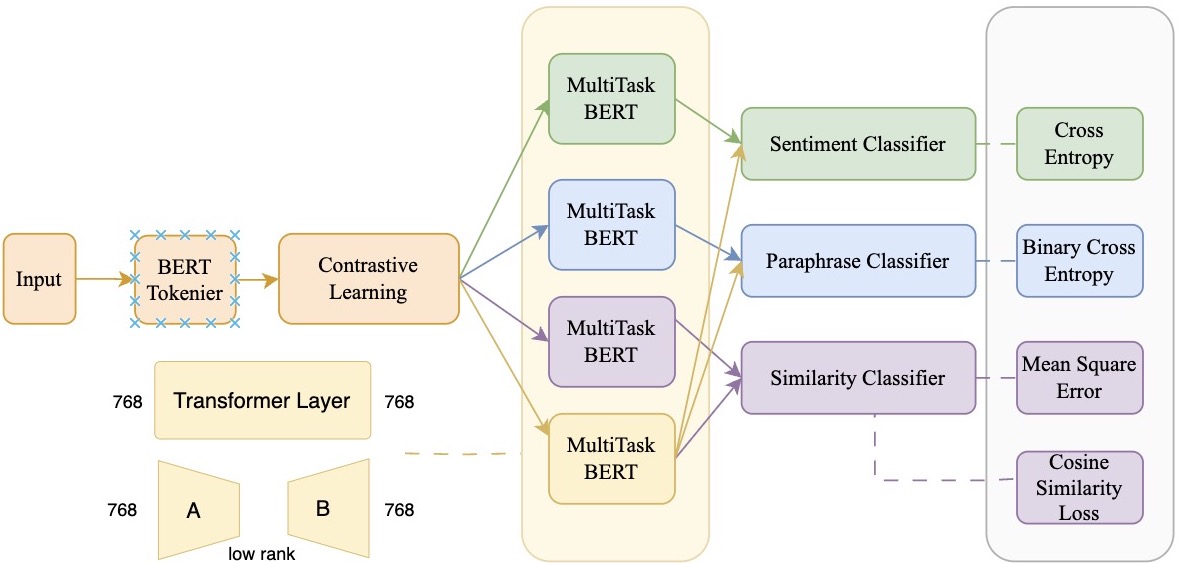 Input
BERT
Tokenier
Contrastive
Learning
MultiTask
BERT
MultiTask
BERT
MultiTask
BERT
MultiTask
BERT
Sentiment Classifier
Paraphrase Classifier
Similarity Classifier
Cross
Entropy
Binary Cross
Entropy
Mean Square
Error
Cosine
Similarity
Loss
768
Transformer Layer
768
768
A
B
768
low rank